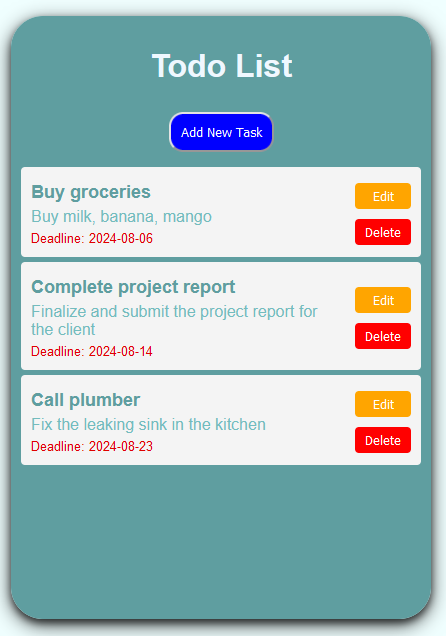 Todo List
Add New Task
Buy groceries
Edit
Buy milk, banana, mango
Delete
Deadline: 2024-08-06
Complete project report
Edit
Finalize and submit the project report for
the client
Delete
Deadline: 2024-08-14
Call plumber
Edit
Fix the leaking sink in the kitchen
Delete
Deadline: 2024-08-23